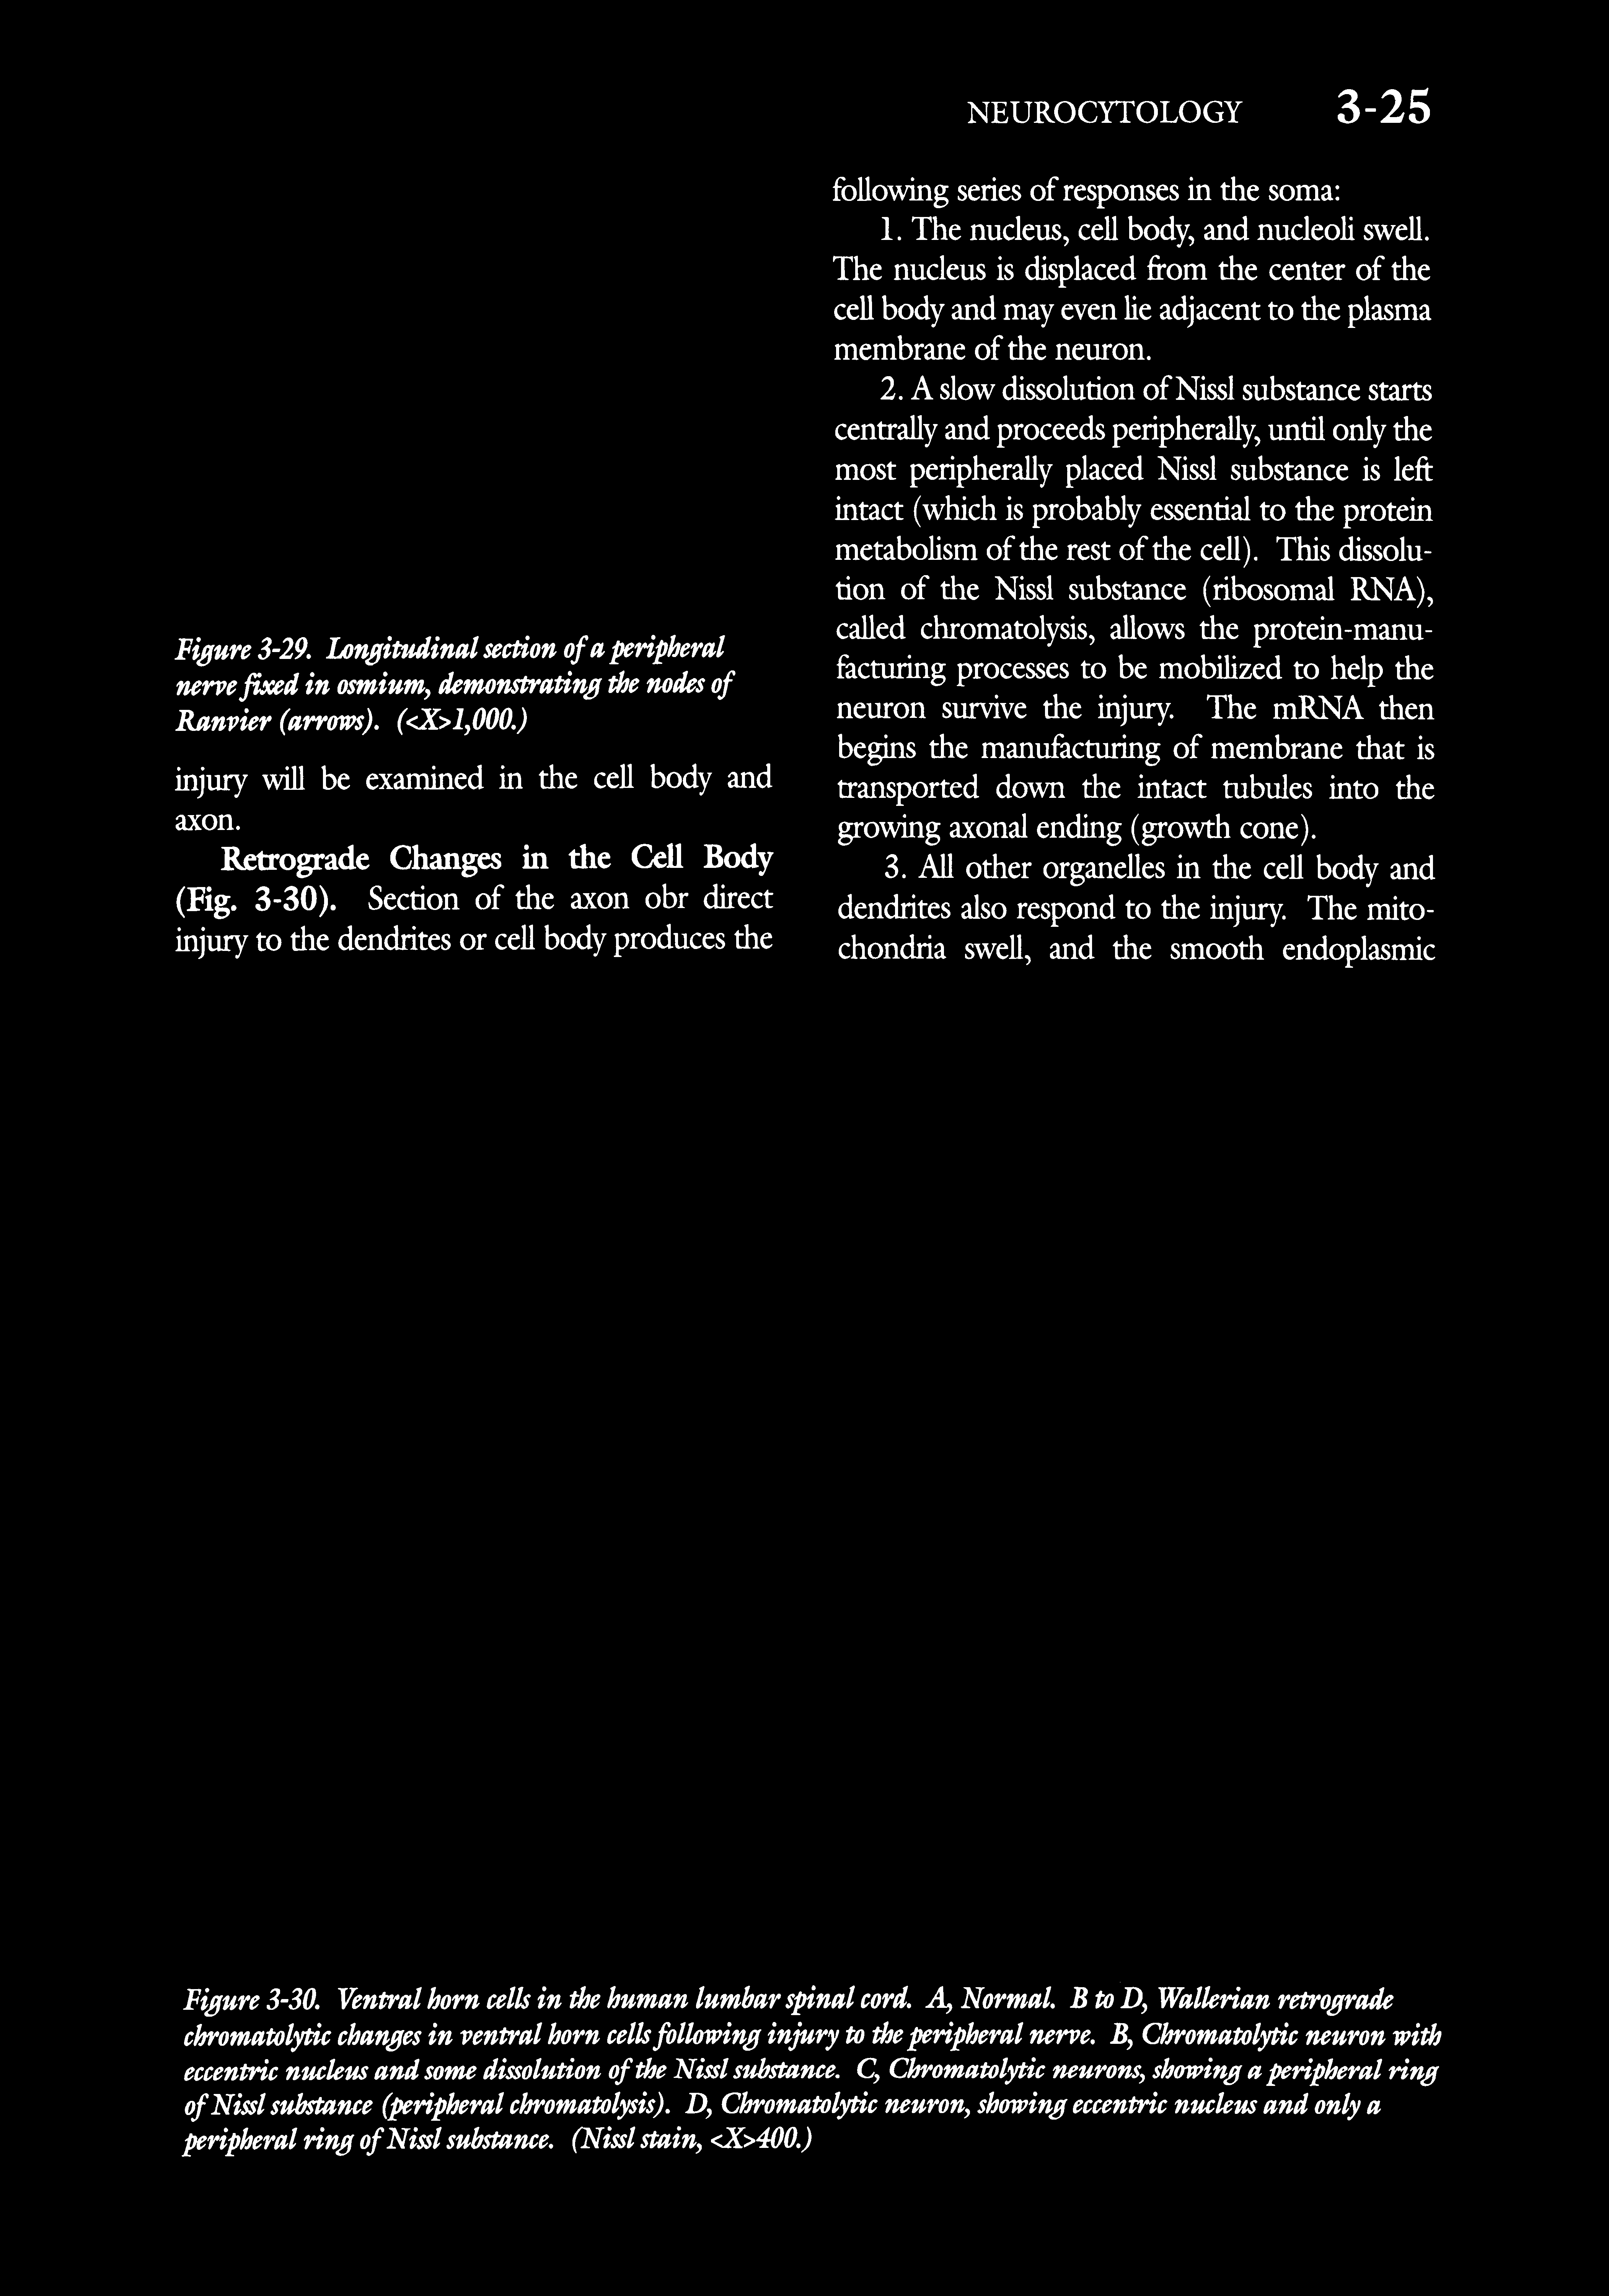 NEUROCYTOLOGY 3-25
Figure 3-29. Longitudinal section of a peripheral
nerve fixed in osmium, demonstrating the nodes of
Ranvier (arrows). (<X>1,000.)
injury will be examined in the cell body and
axon.
Retrograde Changes in the Cell Body
(Fig. 3-30). Section of the axon obr direct
injury to the dendrites or cell body produces the
following series of responses in the soma:
1. The nucleus, cell body, and nucleoli swell.
The nucleus is displaced from the center of the
cell body and may even lie adjacent to the plasma
membrane of the neuron.
2. A slow dissolution of Nissl substance starts
centrally and proceeds peripherally, until only the
most peripherally placed Nissl substance is left
intact (which is probably essential to the protein
metabolism of the rest of the cell). This dissolu-
tion of the Nissl substance (ribosomal RNA),
called chromatolysis, allows the protein-manu-
facturing processes to be mobilized to help the
neuron survive the injury. The mRNA then
begins the manufacturing of membrane that is
transported down the intact tubules into the
growing axonal ending (growth cone).
3. All other organelles in the cell body and
dendrites also respond to the injury. The mito-
chondria swell, and the smooth endoplasmic
Figure 3-30. Ventral horn cells in the human lumbar spinal cord. A, Normal. B to D, Wallerian retrograde
chromatolytic changes in ventral horn cells following injury to the peripheral nerve. B, Chromatolytic neuron with
eccentric nucleus and some dissolution of the Nissl substance. C, Chromatolytic neurons, showing a peripheral ring
of Nissl substance (peripheral chromatolysis). D, Chromatolytic neuron, showing eccentric nucleus and only a
peripheral ring of Nissl substance. (Nissl stain, <X>400.)